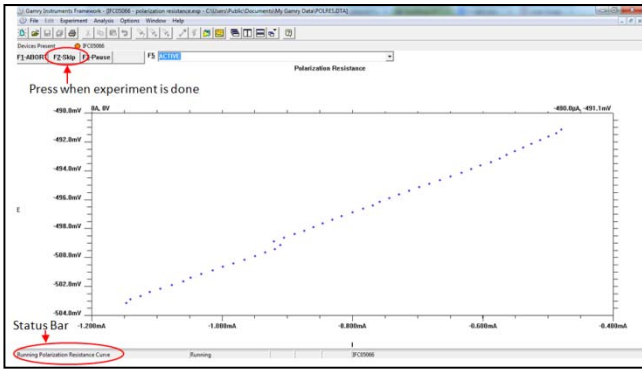 Gamry Instruments Framework - [IFC05066 - polarization resistance.exp - C:\Users\Public\Documents\My Gamry Data\POLRES.DTA]
File Edit Experiment Analysis Options Window Help
Devices Present IFC05066
F1-ABORT F2-Skip F3-Pause F5 ACTIVE
Polarization Resistance
Press when experiment is done
-490.0mV 0A, 0V -480.0µA, -491.1mV
-492.0mV
-494.0mV
-496.0mV
E
-498.0mV
-500.0mV
-502.0mV
-504.0mV
Status Bar -1.200mA -1.000mA -0.800mA -0.600mA -0.400mA
I
Running Polarization Resistance Curve Running IFC05066